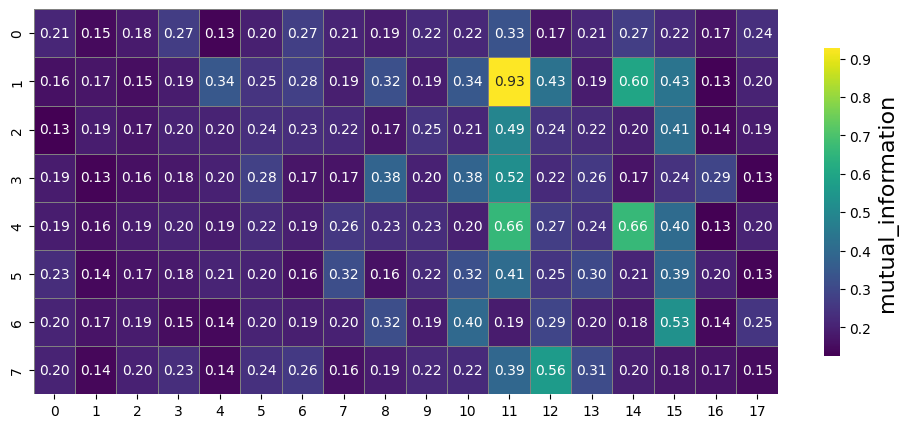 0 0.21 0.15 0.18 0.27 0.13 0.20 0.27 0.21 0.19 0.22 0.22 0.33 0.17 0.21 0.27 0.22 0.17 0.24
1 0.16 0.17 0.15 0.19 0.34 0.25 0.28 0.19 0.32 0.19 0.34 0.93 0.43 0.19 0.60 0.43 0.13 0.20
2 0.13 0.19 0.17 0.20 0.20 0.24 0.23 0.22 0.17 0.25 0.21 0.49 0.24 0.22 0.20 0.41 0.14 0.19
3 0.19 0.13 0.16 0.18 0.20 0.28 0.17 0.17 0.38 0.20 0.38 0.52 0.22 0.26 0.17 0.24 0.29 0.13
4 0.19 0.16 0.19 0.20 0.19 0.22 0.19 0.26 0.23 0.23 0.20 0.66 0.27 0.24 0.66 0.40 0.13 0.20
5 0.23 0.14 0.17 0.18 0.21 0.20 0.16 0.32 0.16 0.22 0.32 0.41 0.25 0.30 0.21 0.39 0.20 0.13
6 0.20 0.17 0.19 0.15 0.14 0.20 0.19 0.20 0.32 0.19 0.40 0.19 0.29 0.20 0.18 0.53 0.14 0.25
7 0.20 0.14 0.20 0.23 0.14 0.24 0.26 0.16 0.19 0.22 0.22 0.39 0.56 0.31 0.20 0.18 0.17 0.15
0 1 2 3 4 5 6 7 8 9 10 11 12 13 14 15 16 17
0.9
0.8
0.7
0.6
0.5
0.4
0.3
0.2
mutual_information